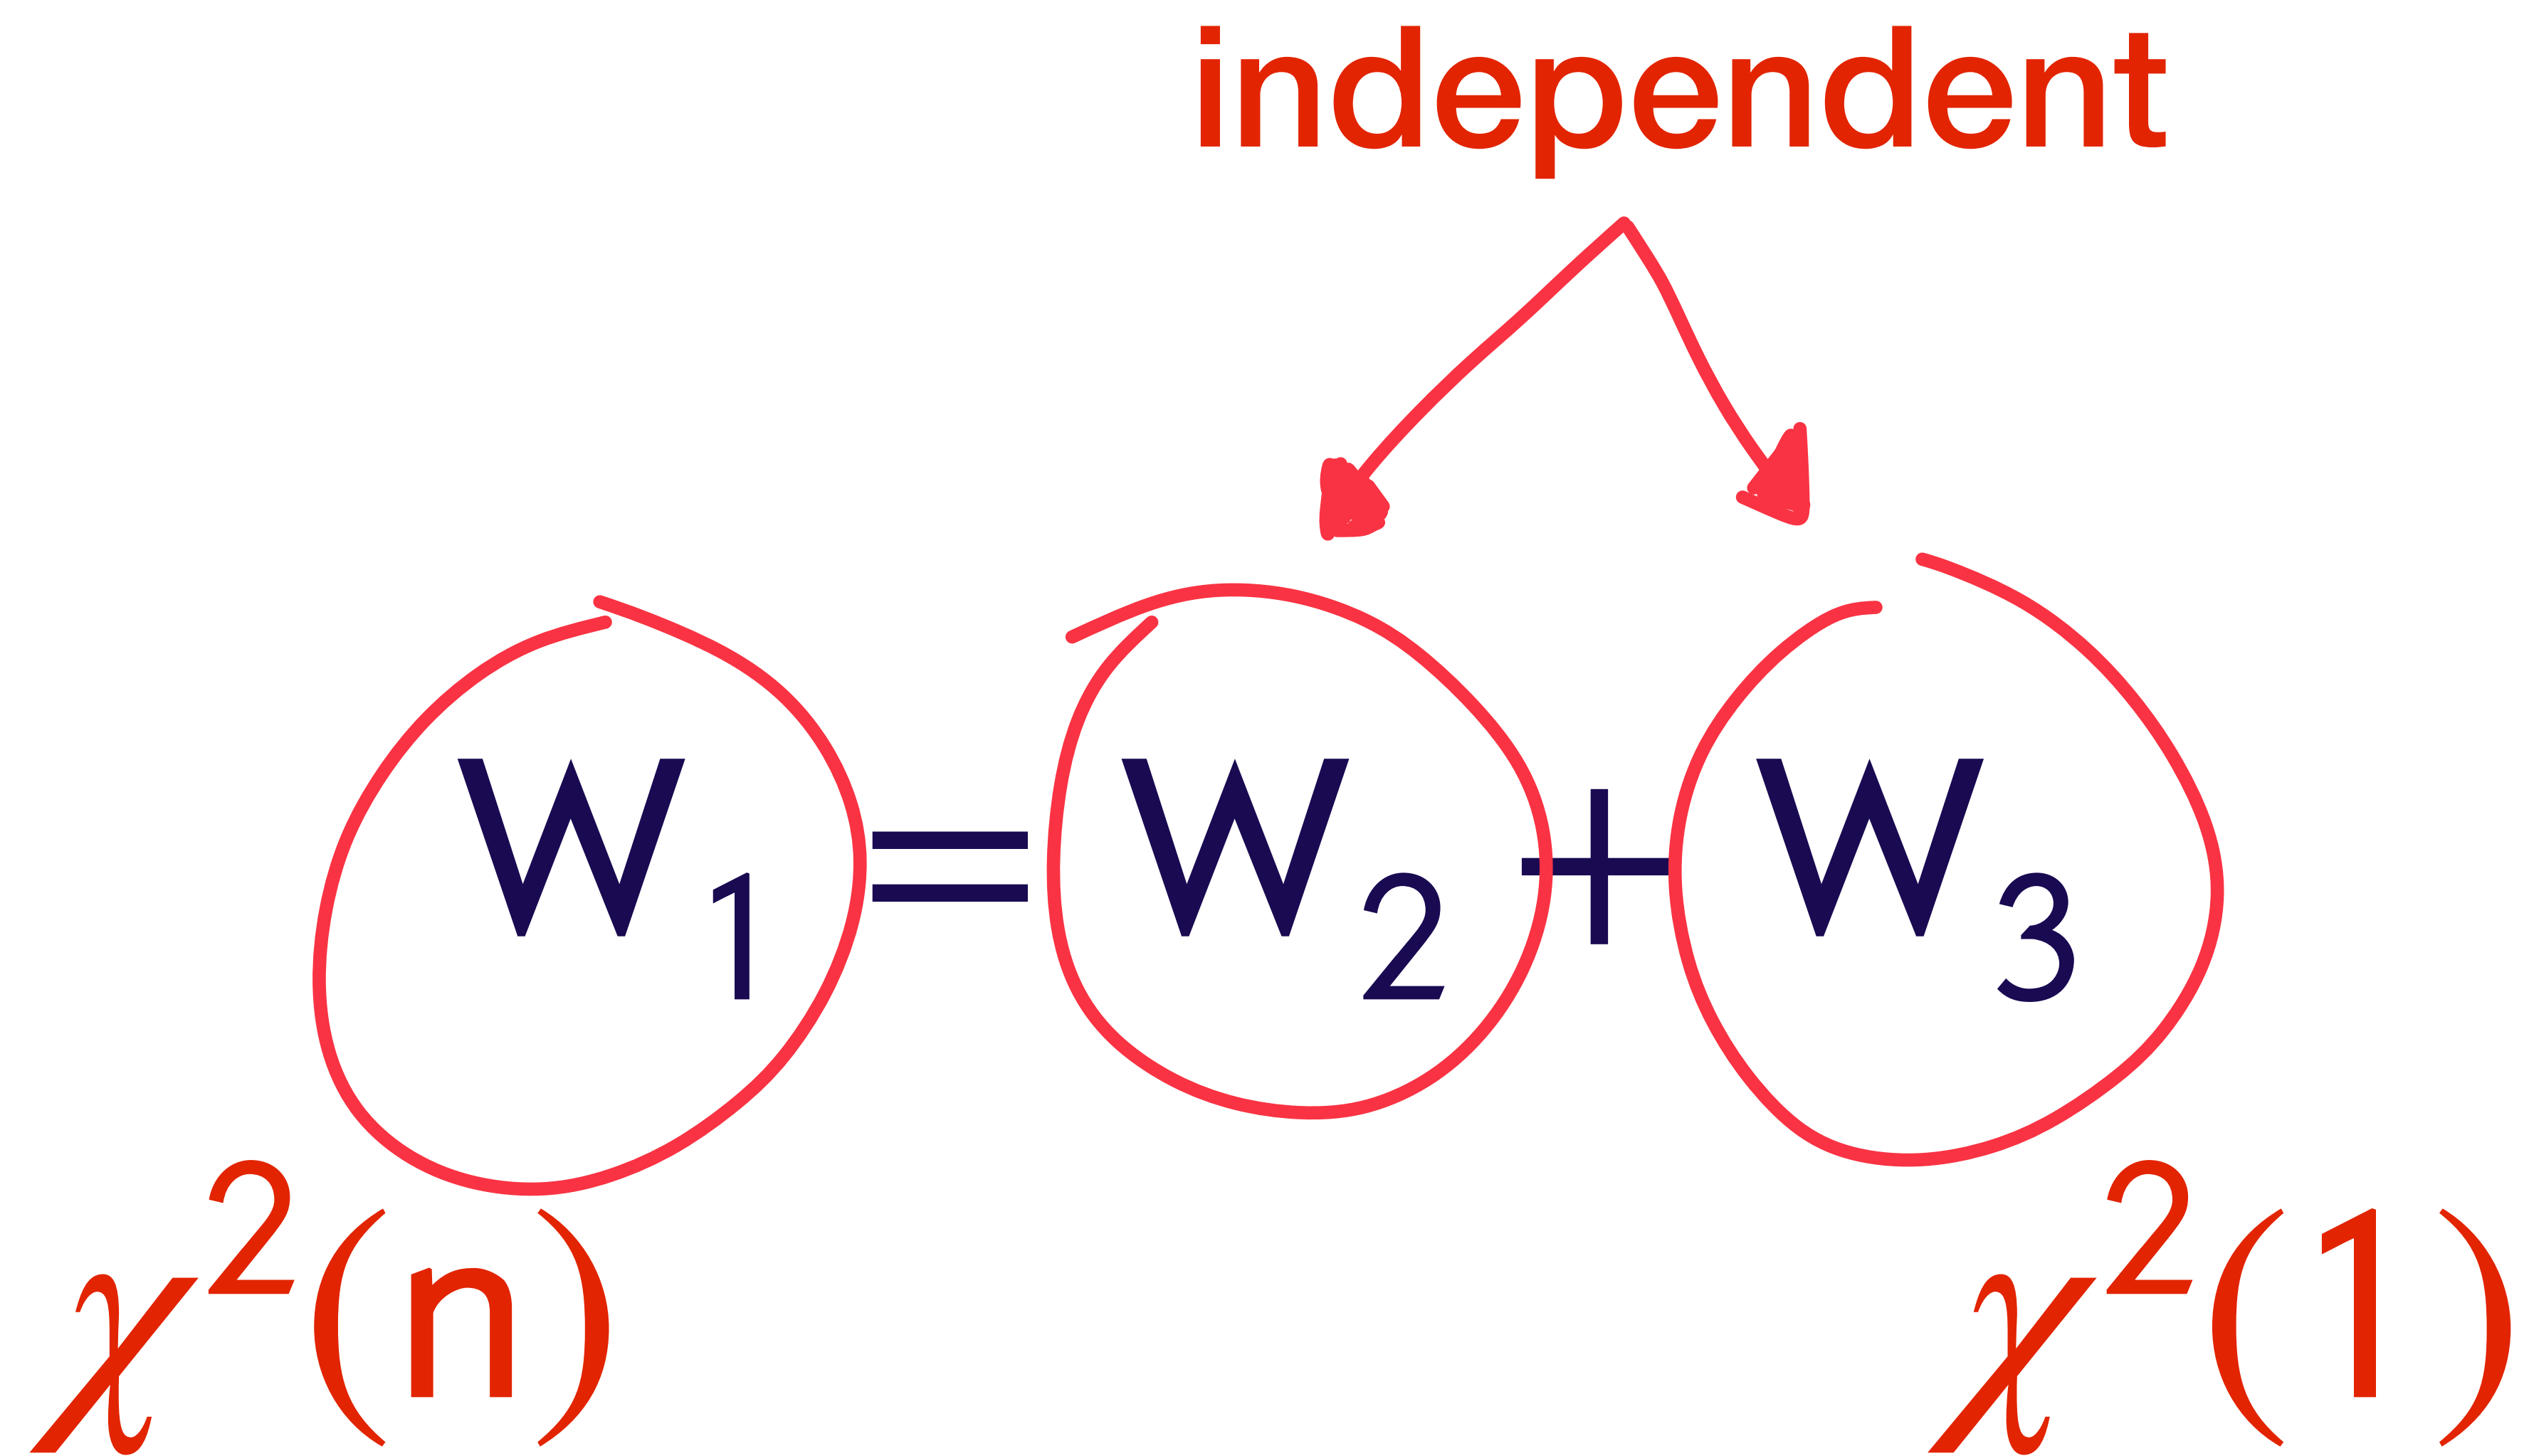 independent
W₁ = W₂ + W₃
χ²(n) χ²(1)